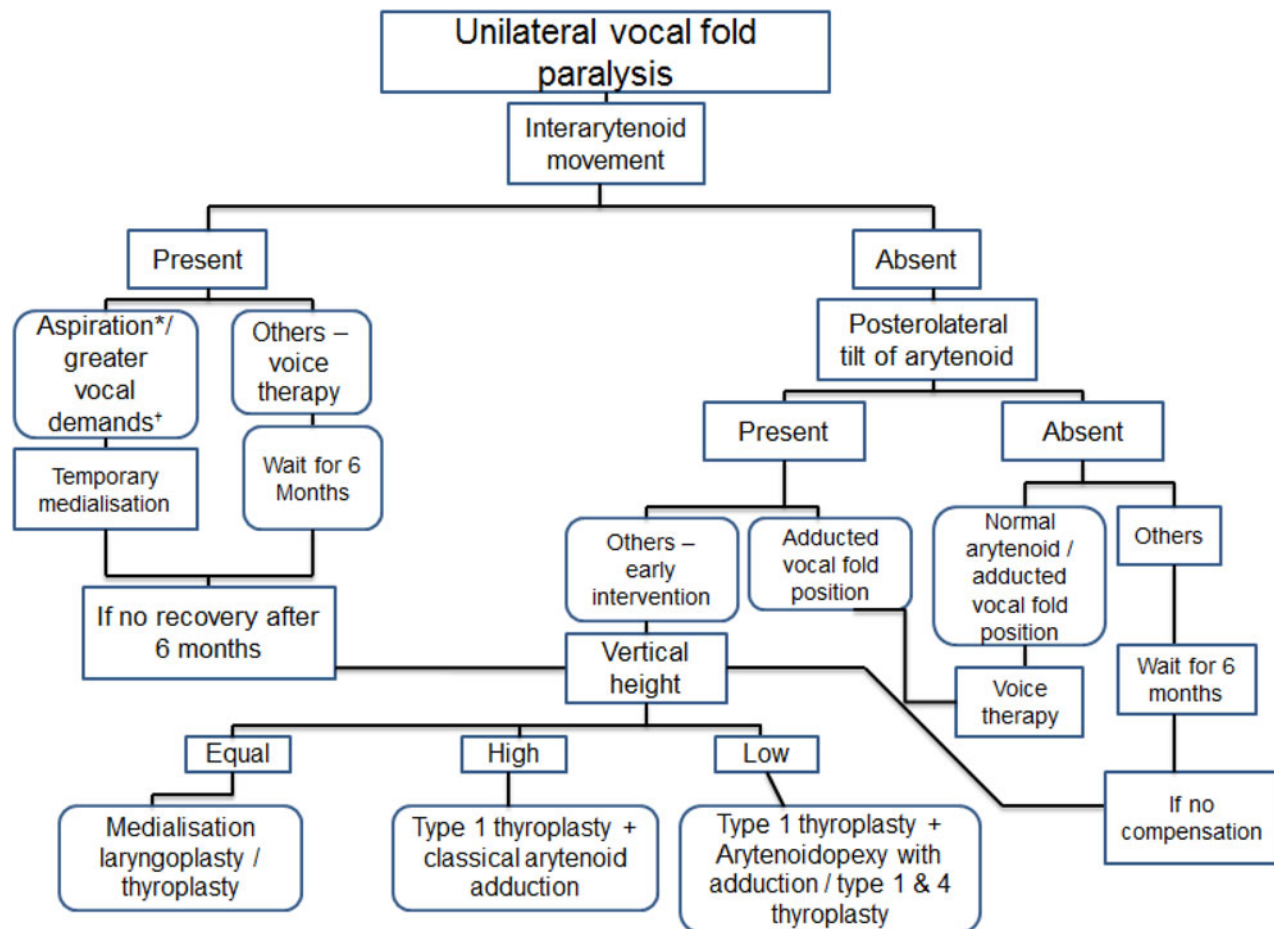 Unilateral vocal fold
paralysis
Interarytenoid
movement
Present
Absent
Aspiration*/
greater
vocal
demands⁺
Others –
voice
therapy
Posterolateral
tilt of arytenoid
Temporary
medialisation
Wait for 6
Months
Present
Absent
Others –
early
intervention
Adducted
vocal fold
position
Normal
arytenoid /
adducted
vocal fold
position
Others
If no recovery after
6 months
Vertical
height
Voice
therapy
Wait for 6
months
Equal
High
Low
If no
compensation
Medialisation
laryngoplasty /
thyroplasty
Type 1 thyroplasty +
classical arytenoid
adduction
Type 1 thyroplasty +
Arytenoidopexy with
adduction / type 1 & 4
thyroplasty